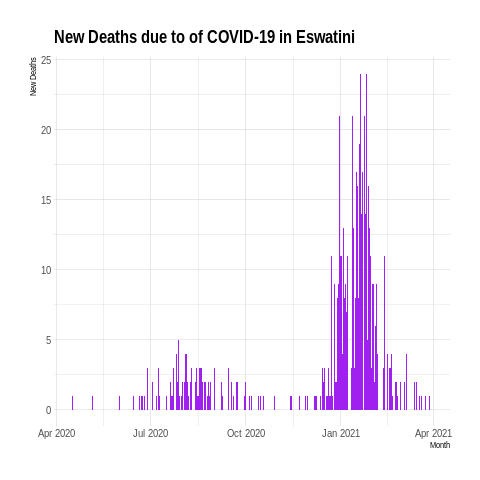 New Deaths due to of COVID-19 in Eswatini
New Deaths
25
20
15
10
5
0
Apr 2020 Jul 2020 Oct 2020 Jan 2021 Apr 2021
Month